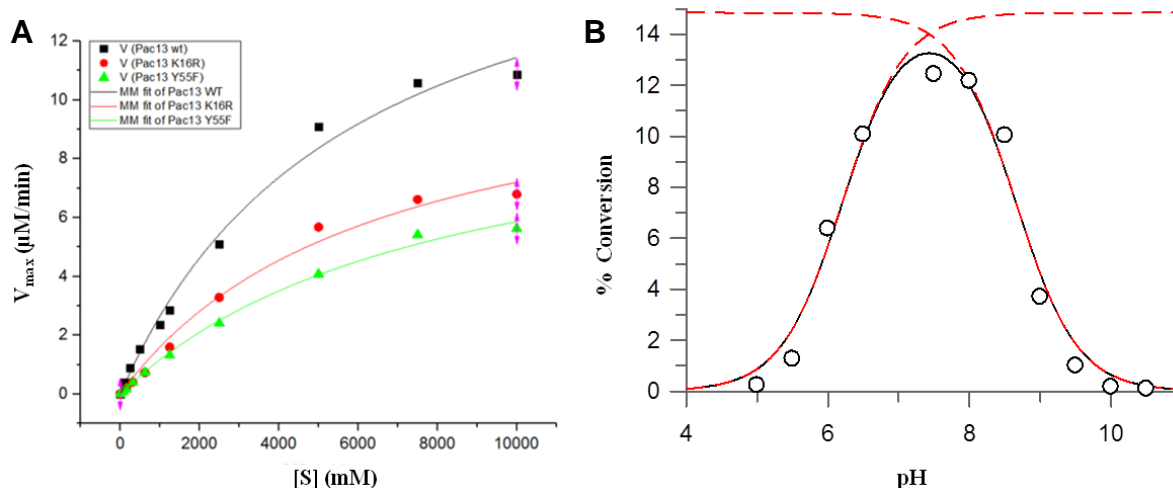 A
12
10
8
6
4
2
0
V (Pac13 wt)
V (Pac13 K16R)
V (Pac13 Y55F)
MM fit of Pac13 WT
MM fit of Pac13 K16R
MM fit of Pac13 Y55F
Vmax (µM/min)
0 2000 4000 6000 8000 10000
[S] (mM)
B
14
12
10
8
6
4
2
0
% Conversion
4 6 8 10
pH